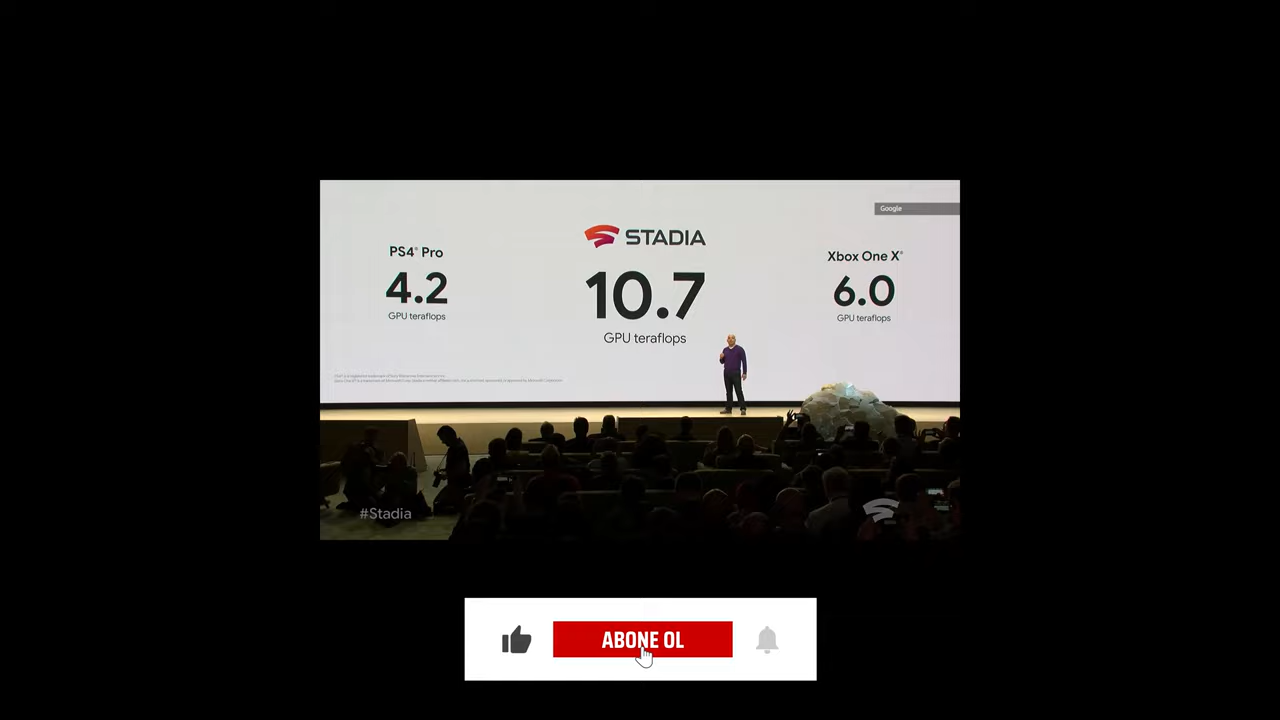 Google
STADIA
PS4® Pro
Xbox One X®
4.2
10.7
6.0
GPU teraflops
GPU teraflops
GPU teraflops
#Stadia
ABONE OL